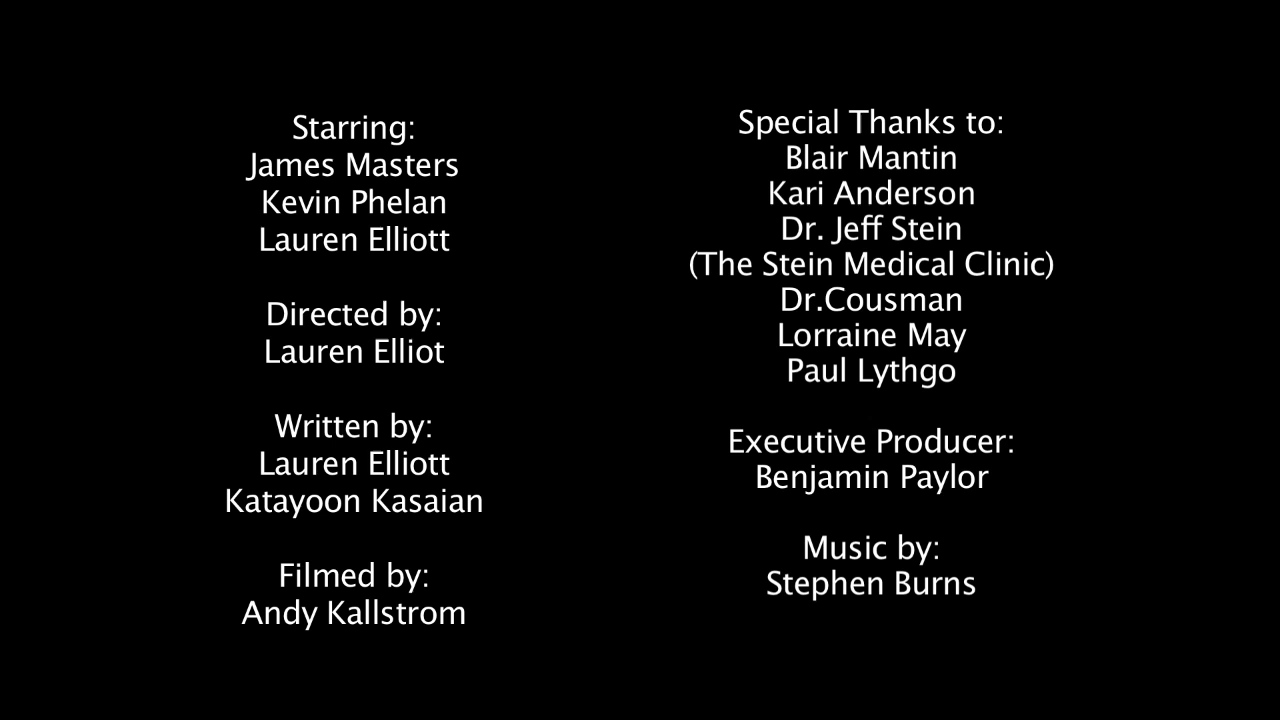 Starring:
James Masters
Kevin Phelan
Lauren Elliott
Directed by:
Lauren Elliot
Written by:
Lauren Elliott
Katayoon Kasaian
Filmed by:
Andy Kallstrom
Special Thanks to:
Blair Mantin
Kari Anderson
Dr. Jeff Stein
(The Stein Medical Clinic)
Dr.Cousman
Lorraine May
Paul Lythgo
Executive Producer:
Benjamin Paylor
Music by:
Stephen Burns